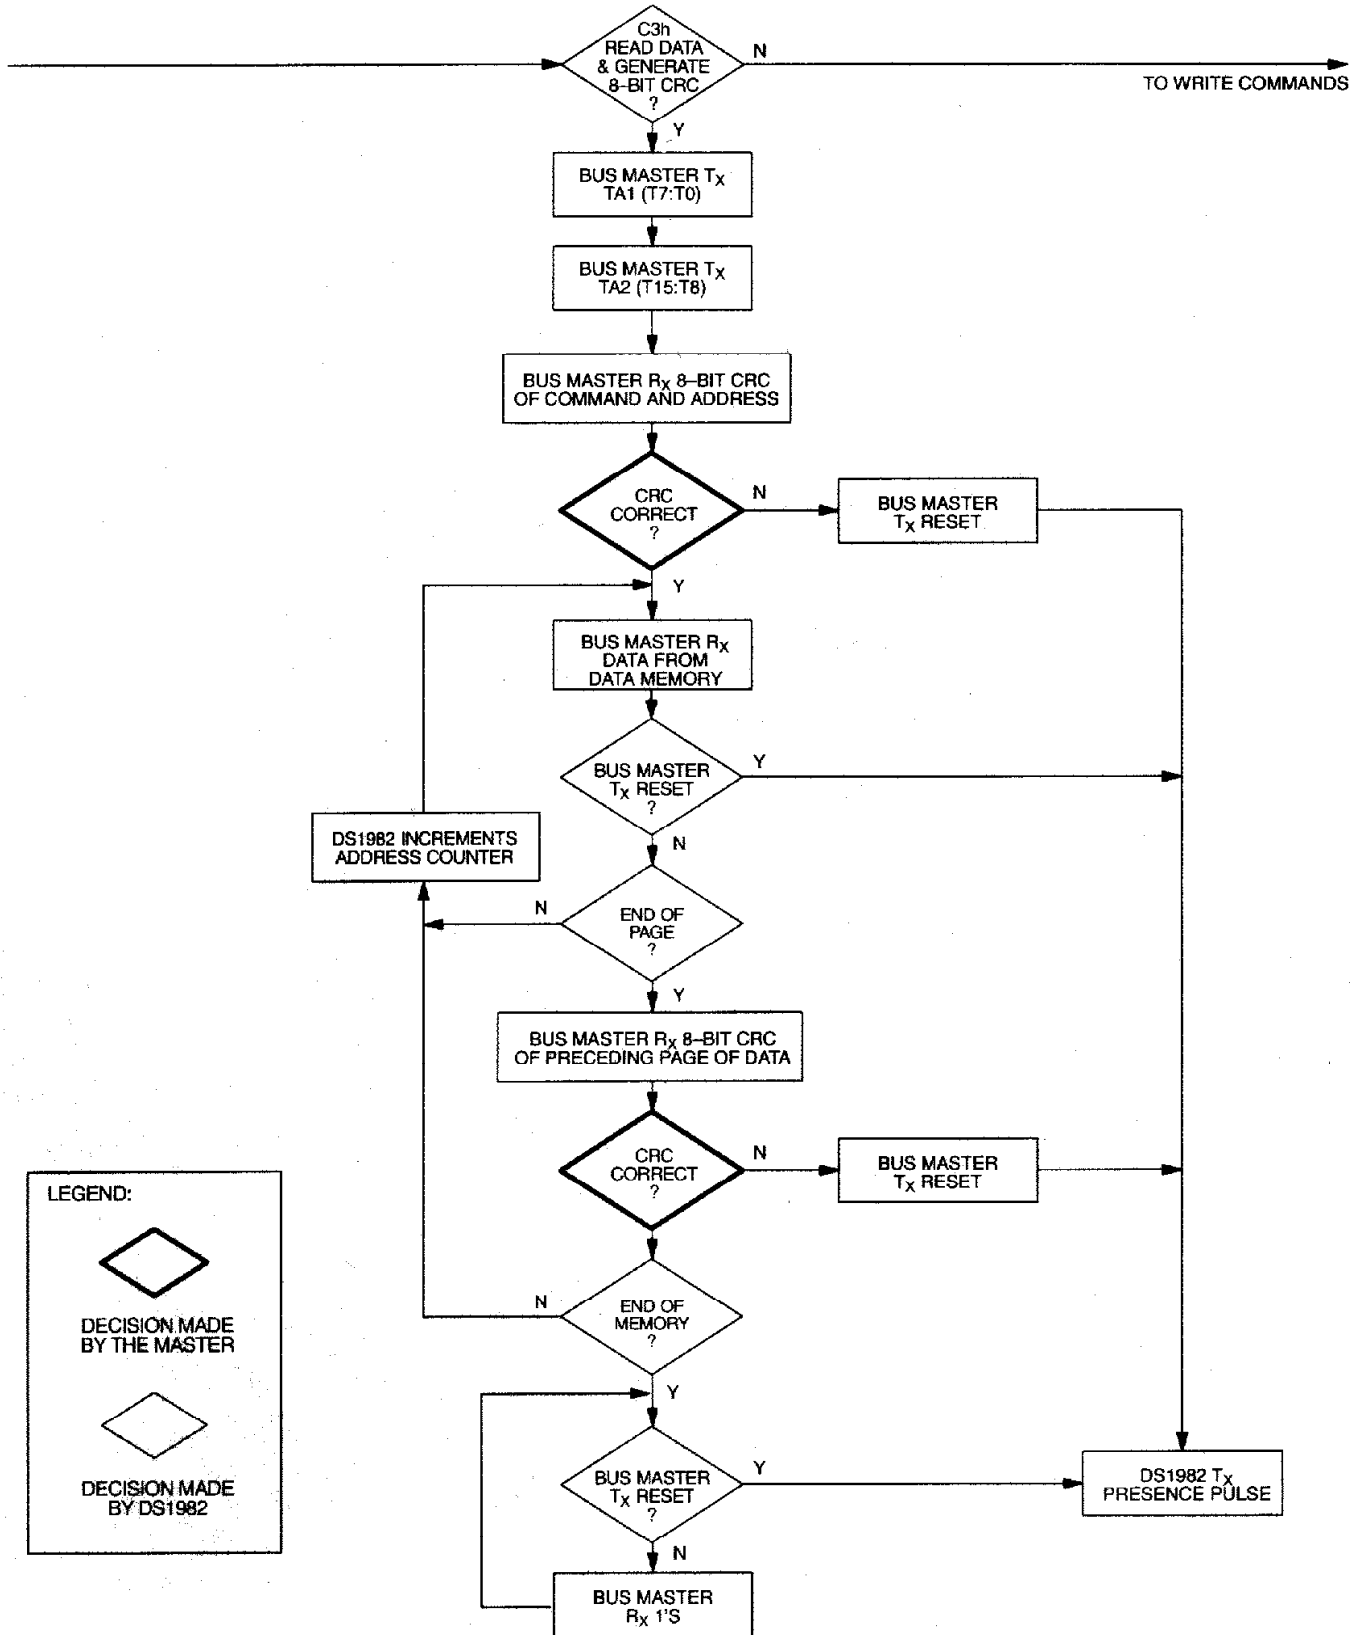 C3h
READ DATA
& GENERATE
8-BIT CRC
?
N
TO WRITE COMMANDS
Y
BUS MASTER TX
TA1 (T7:T0)
BUS MASTER TX
TA2 (T15:T8)
BUS MASTER RX 8-BIT CRC
OF COMMAND AND ADDRESS
CRC
CORRECT
?
N
BUS MASTER
TX RESET
Y
BUS MASTER RX
DATA FROM
DATA MEMORY
BUS MASTER
TX RESET
?
Y
N
DS1982 INCREMENTS
ADDRESS COUNTER
END OF
PAGE
?
N
Y
BUS MASTER RX 8-BIT CRC
OF PRECEDING PAGE OF DATA
CRC
CORRECT
?
N
BUS MASTER
TX RESET
END OF
MEMORY
?
N
Y
BUS MASTER
TX RESET
?
Y
DS1982 TX
PRESENCE PULSE
N
BUS MASTER
RX 1'S
LEGEND:
DECISION MADE
BY THE MASTER
DECISION MADE
BY DS1982